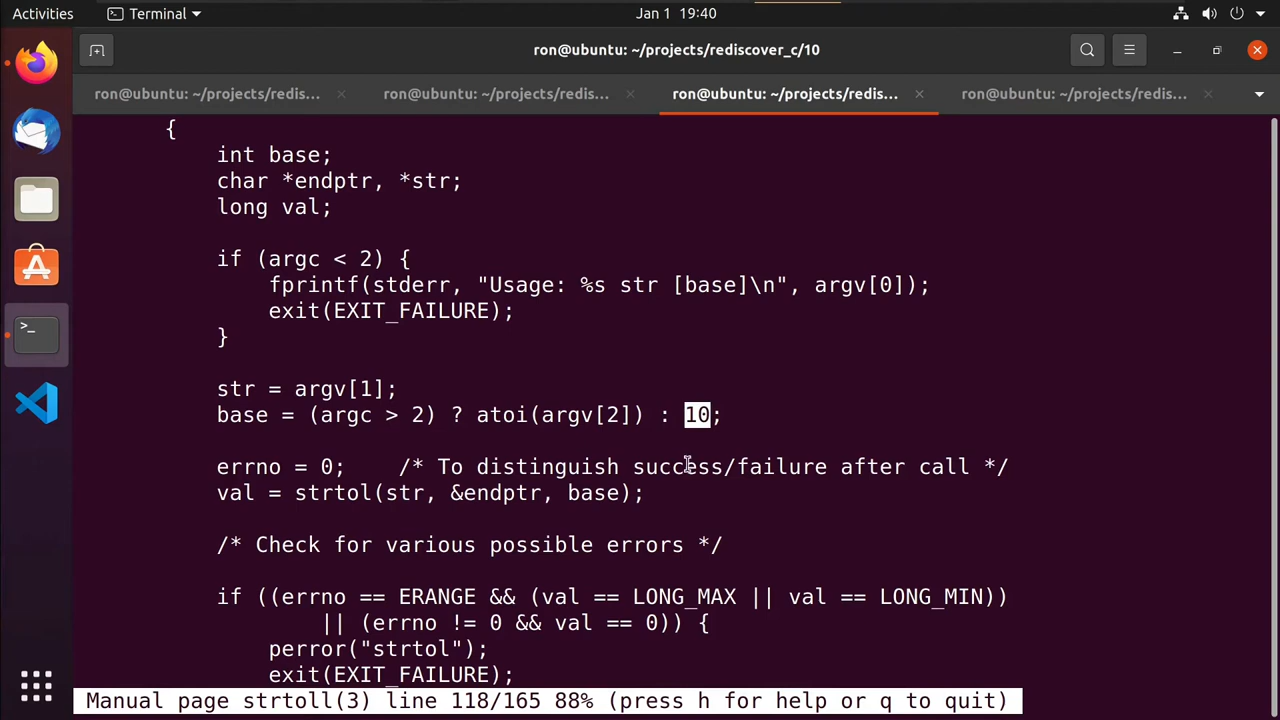 Activities
Terminal
Jan 1 19:40
ron@ubuntu: ~/projects/rediscover_c/10
ron@ubuntu: ~/projects/redis...
ron@ubuntu: ~/projects/redis...
ron@ubuntu: ~/projects/redis...
ron@ubuntu: ~/projects/redis...
{
int base;
char *endptr, *str;
long val;
if (argc < 2) {
fprintf(stderr, "Usage: %s str [base]\n", argv[0]);
exit(EXIT_FAILURE);
}
str = argv[1];
base = (argc > 2) ? atoi(argv[2]) : 10;
errno = 0;    /* To distinguish success/failure after call */
val = strtol(str, &endptr, base);
/* Check for various possible errors */
if ((errno == ERANGE && (val == LONG_MAX || val == LONG_MIN))
|| (errno != 0 && val == 0)) {
perror("strtol");
exit(EXIT_FAILURE);
Manual page strtoll(3) line 118/165 88% (press h for help or q to quit)